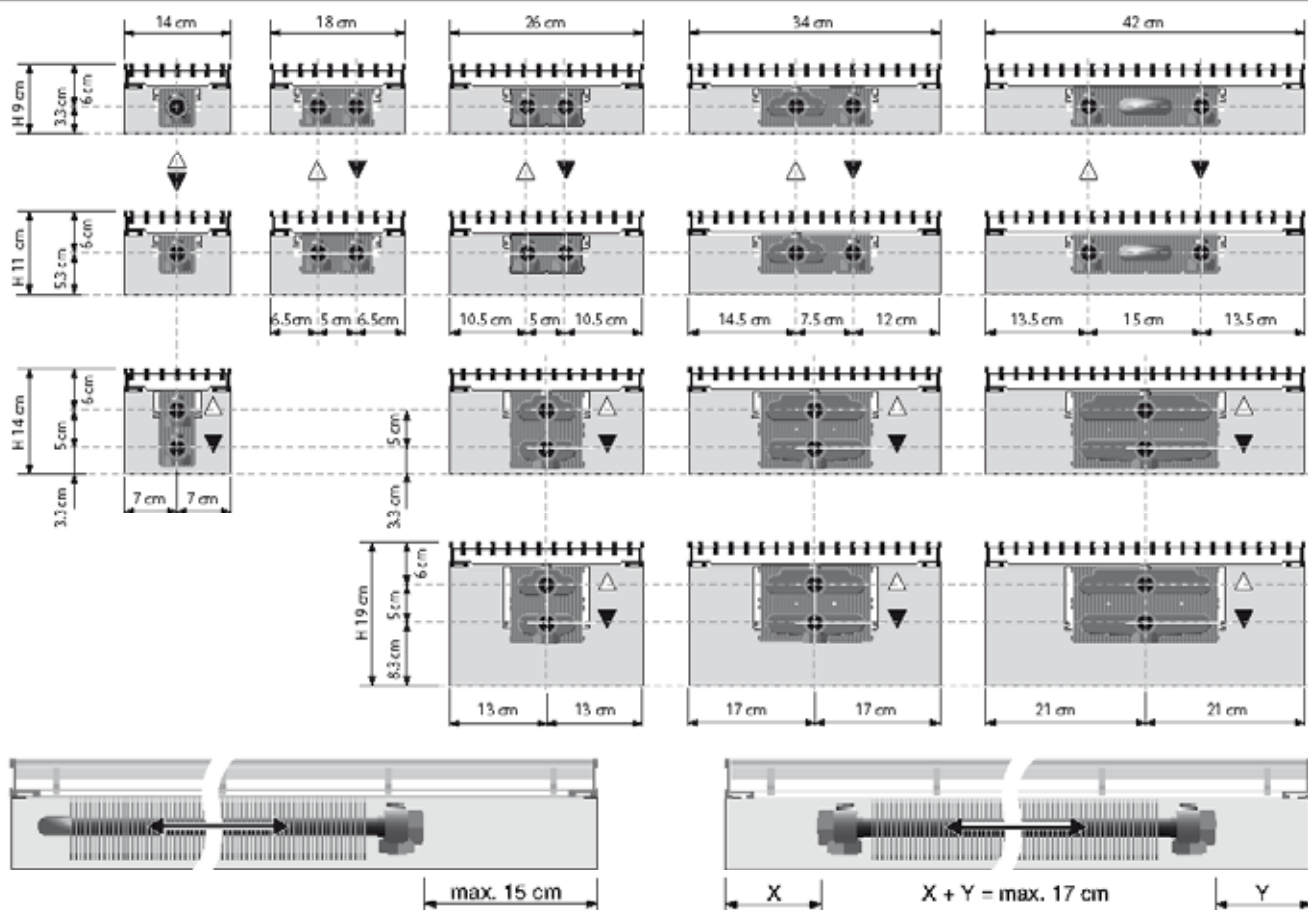 14 cm
18 cm
26 cm
34 cm
42 cm
H 9 cm
3.3 cm
6 cm
H 11 cm
5.3 cm
6 cm
6.5cm
5 cm
6.5cm
10.5 cm
5 cm
10.5 cm
14.5 cm
7.5 cm
12 cm
13.5 cm
15 cm
13.5 cm
H 14 cm
6 cm
5 cm
3.3 cm
7 cm
7 cm
5 cm
3.3 cm
H 19 cm
6 cm
5 cm
8.3 cm
13 cm
13 cm
17 cm
17 cm
21 cm
21 cm
max. 15 cm
X
X + Y = max. 17 cm
Y